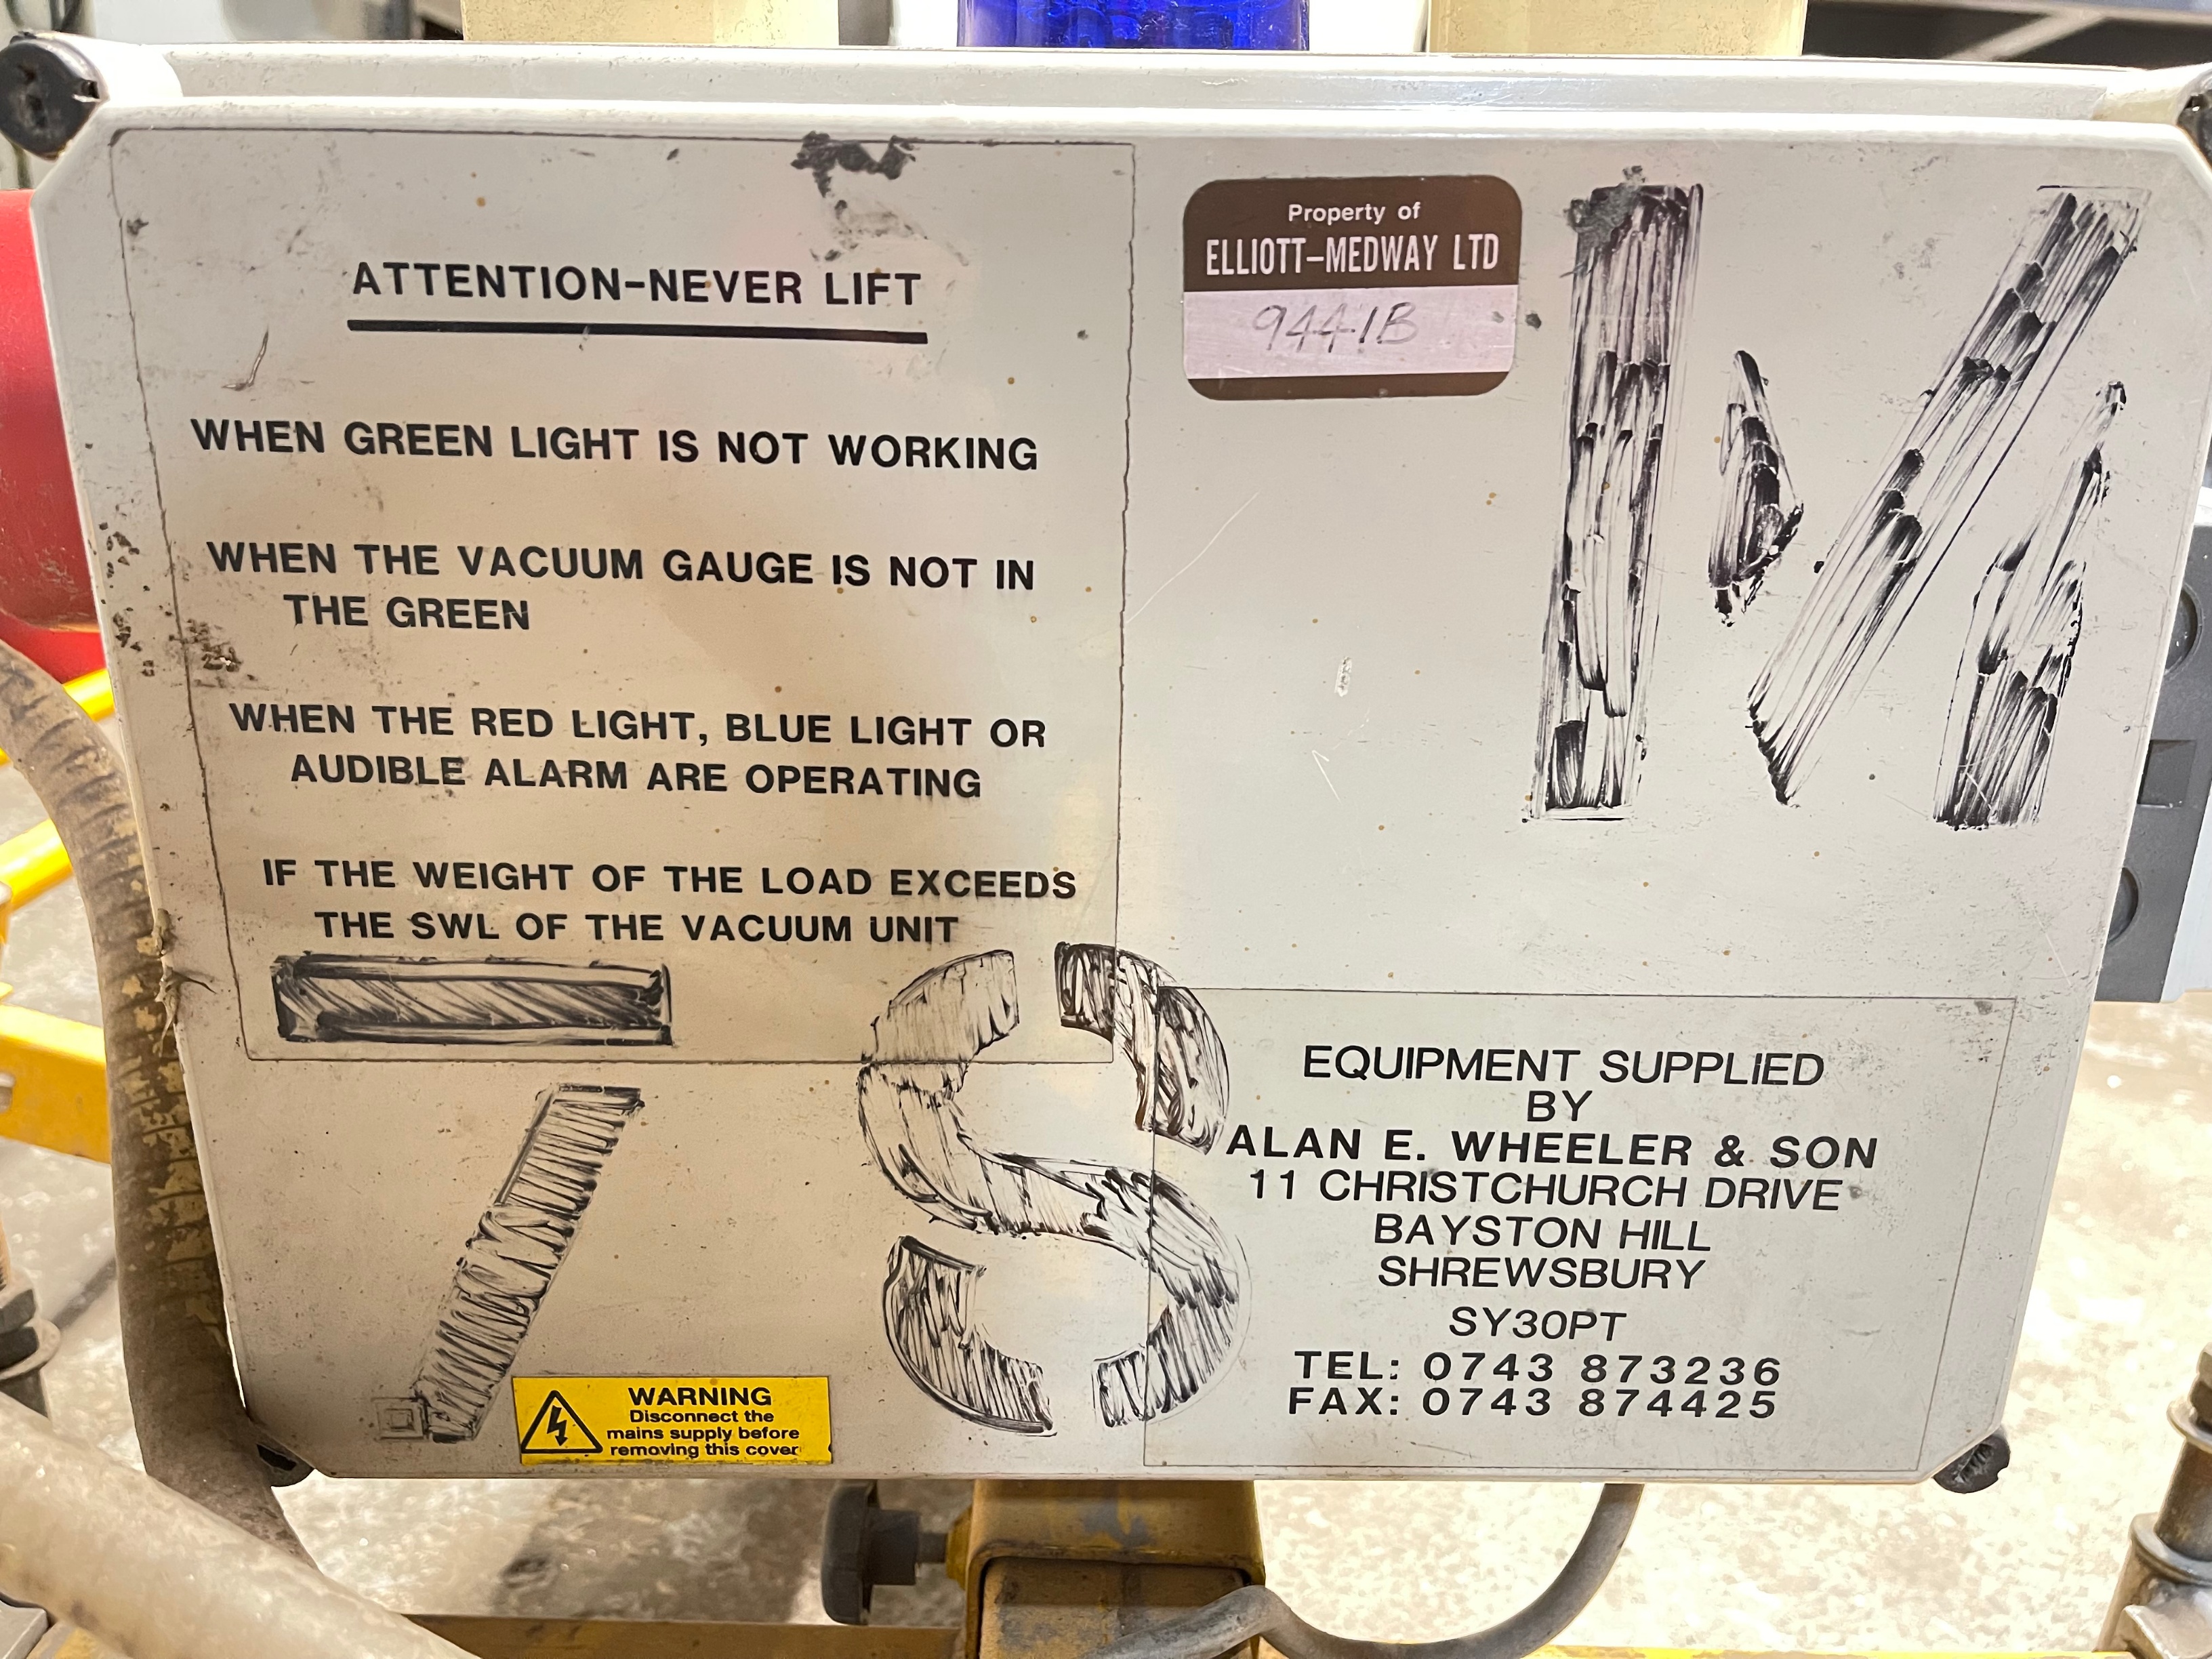 ATTENTION-NEVER LIFT
WHEN GREEN LIGHT IS NOT WORKING
WHEN THE VACUUM GAUGE IS NOT IN
THE GREEN
WHEN THE RED LIGHT, BLUE LIGHT OR
AUDIBLE ALARM ARE OPERATING
IF THE WEIGHT OF THE LOAD EXCEEDS
THE SWL OF THE VACUUM UNIT
Property of
ELLIOTT-MEDWAY LTD
9441B
M
7S
WARNING
Disconnect the
mains supply before
removing this cover
EQUIPMENT SUPPLIED
BY
ALAN E. WHEELER & SON
11 CHRISTCHURCH DRIVE
BAYSTON HILL
SHREWSBURY
SY30PT
TEL: 0743 873236
FAX: 0743 874425